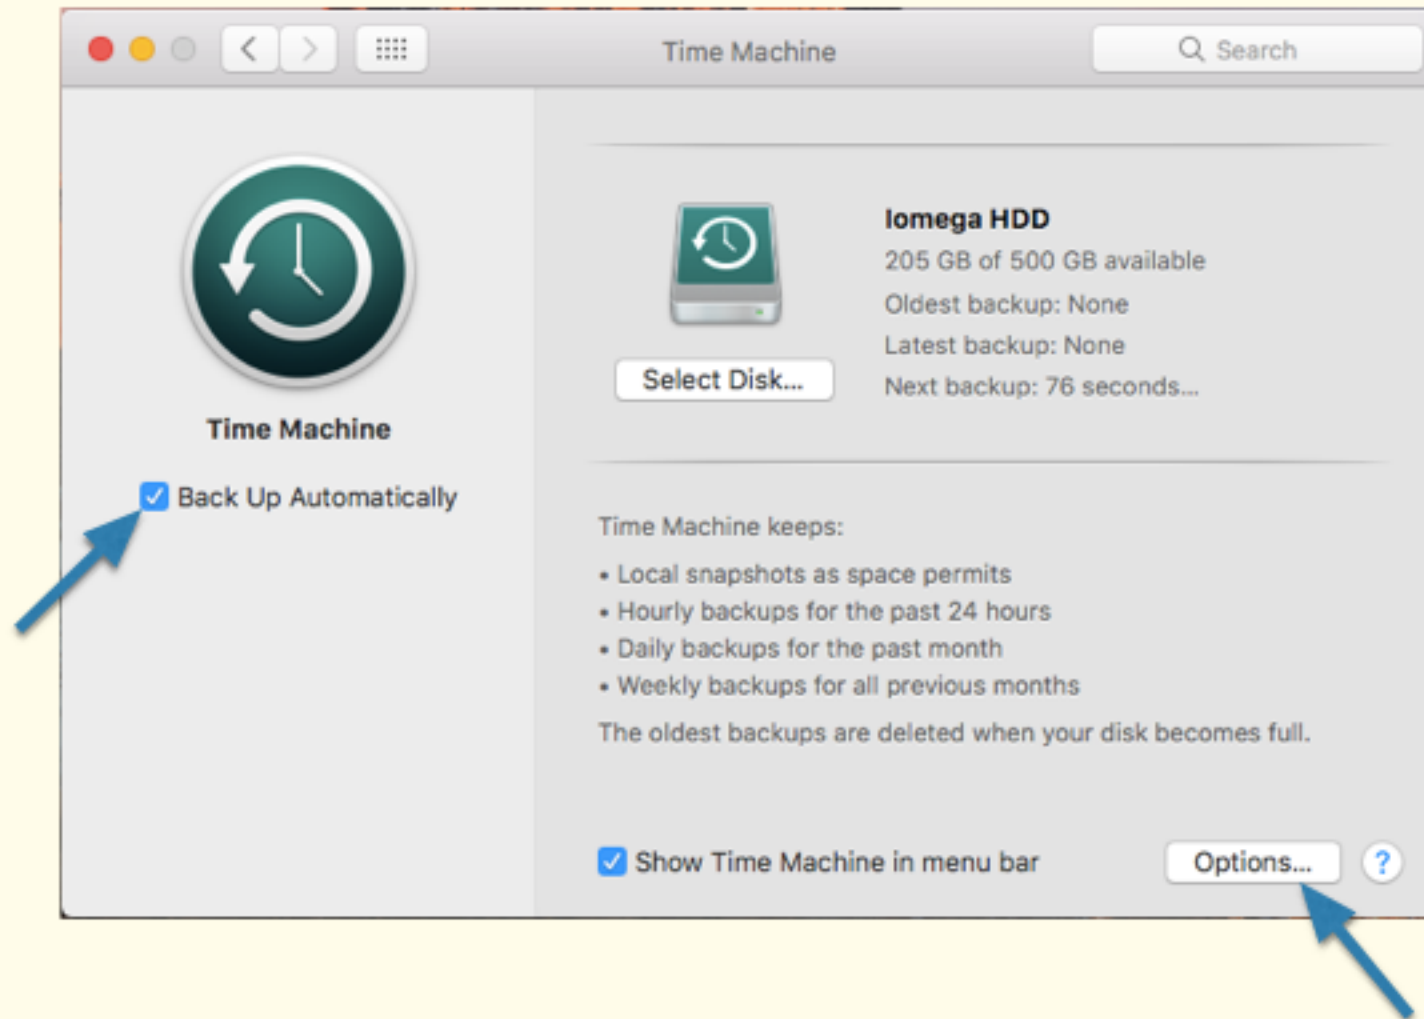 Time Machine
Search
Time Machine
Back Up Automatically
Select Disk...
Iomega HDD
205 GB of 500 GB available
Oldest backup: None
Latest backup: None
Next backup: 76 seconds...
Time Machine keeps:
• Local snapshots as space permits
• Hourly backups for the past 24 hours
• Daily backups for the past month
• Weekly backups for all previous months
The oldest backups are deleted when your disk becomes full.
Show Time Machine in menu bar
Options...
?